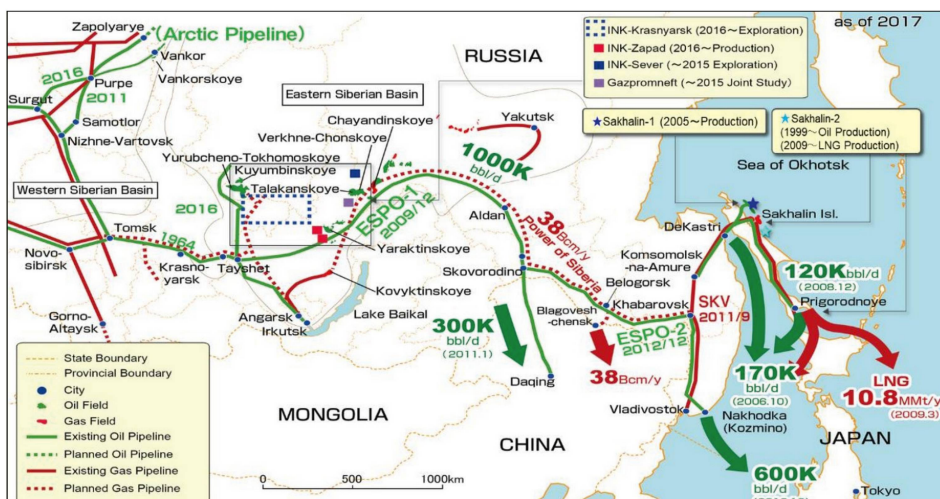 as of 2017
Zapolyarye
(Arctic Pipeline)
Vankor
Vankorskoye
2016
Purpe
2011
Surgut
Samotlor
Nizhne-Vartovsk
Western Siberian Basin
RUSSIA
INK-Krasnyarsk (2016~Exploration)
INK-Zapad (2016~Production)
INK-Sever (~2015 Exploration)
Gazpromneft (~2015 Joint Study)
Sakhalin-1 (2005~Production)
Sakhalin-2
(1999~Oil Production)
(2009~LNG Production)
Sea of Okhotsk
Eastern Siberian Basin
Chayandinskoye
Verkhne-Chonskoye
Yurubcheno-Tokhomoskoye
Kuyumbinskoye
Talakanskoye
Yakutsk
1000K
bbl/d
2016
ESPO-1
2009/12
Yaraktinskoye
Aldan
38Bcm/y
Power of Siberia
Sakhalin Isl.
DeKastri
Tomsk
1964
Novo-
sibirsk
Krasno-
yarsk
Tayshet
Skovorodino
Komsomolsk
-na-Amure
Belogorsk
120Kbbl/d
(2008.12)
Prigorodnoye
Kovyktinskoye
Lake Baikal
Gorno-
Altaysk
Angarsk
Irkutsk
Khabarovsk
SKV
2011/9
Blagovesh
-chensk
ESPO-2
2012/12
300K
bbl/d
(2011.1)
38Bcm/y
170K
bbl/d
(2006.10)
LNG
10.8MMt/y
(2009.3)
Daqing
Vladivostok
Nakhodka
(Kozmino)
MONGOLIA
CHINA
JAPAN
600K
bbl/d
Tokyo
State Boundary
Provincial Boundary
City
Oil Field
Gas Field
Existing Oil Pipeline
Planned Oil Pipeline
Existing Gas Pipeline
Planned Gas Pipeline
0
500
1000km